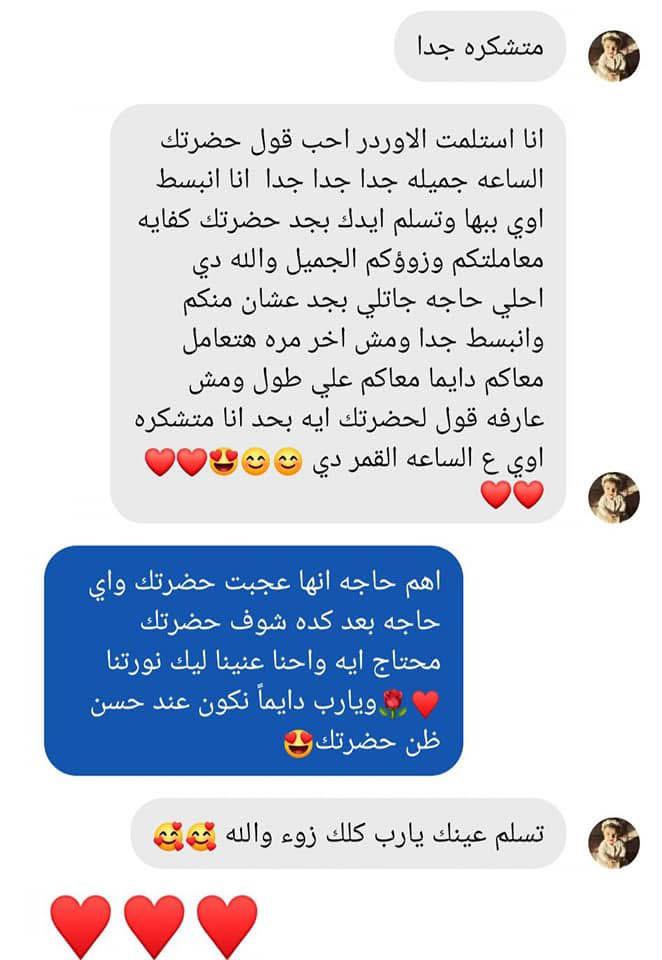 متشكره جدا
انا استلمت الاوردر احب قول حضرتك
الساعه جميله جدا جدا جدا انا انبسط
اوي ببها وتسلم ايدك بجد حضرتك كفايه
معاملتكم وزوؤكم الجميل والله دي
احلي حاجه جاتلي بجد عشان منكم
وانبسط جدا ومش اخر مره هتعامل
معاكم دايما معاكم علي طول ومش
عارفه قول لحضرتك ايه بحد انا متشكره
اوي ع الساعه القمر دي 😊😊😍❤️❤️
❤️❤️
اهم حاجه انها عجبت حضرتك واي
حاجه بعد كده شوف حضرتك
محتاج ايه واحنا عنينا ليك نورتنا
❤️🌹ويارب دايماً نكون عند حسن
ظن حضرتك😍
تسلم عينك يارب كلك زوء والله 🥰🥰
❤️❤️❤️